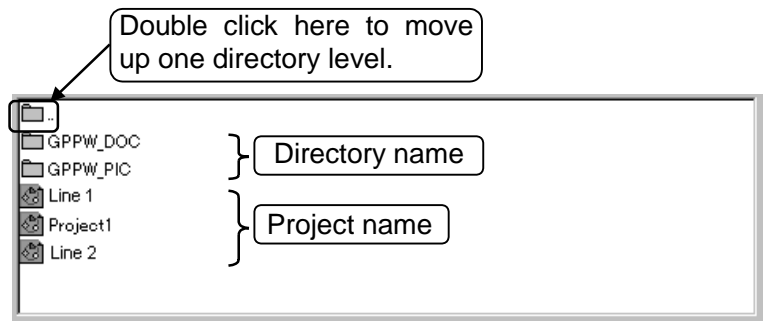 Double click here to move
up one directory level.
..
GPPW_DOC
GPPW_PIC
Directory name
Line 1
Project1
Line 2
Project name